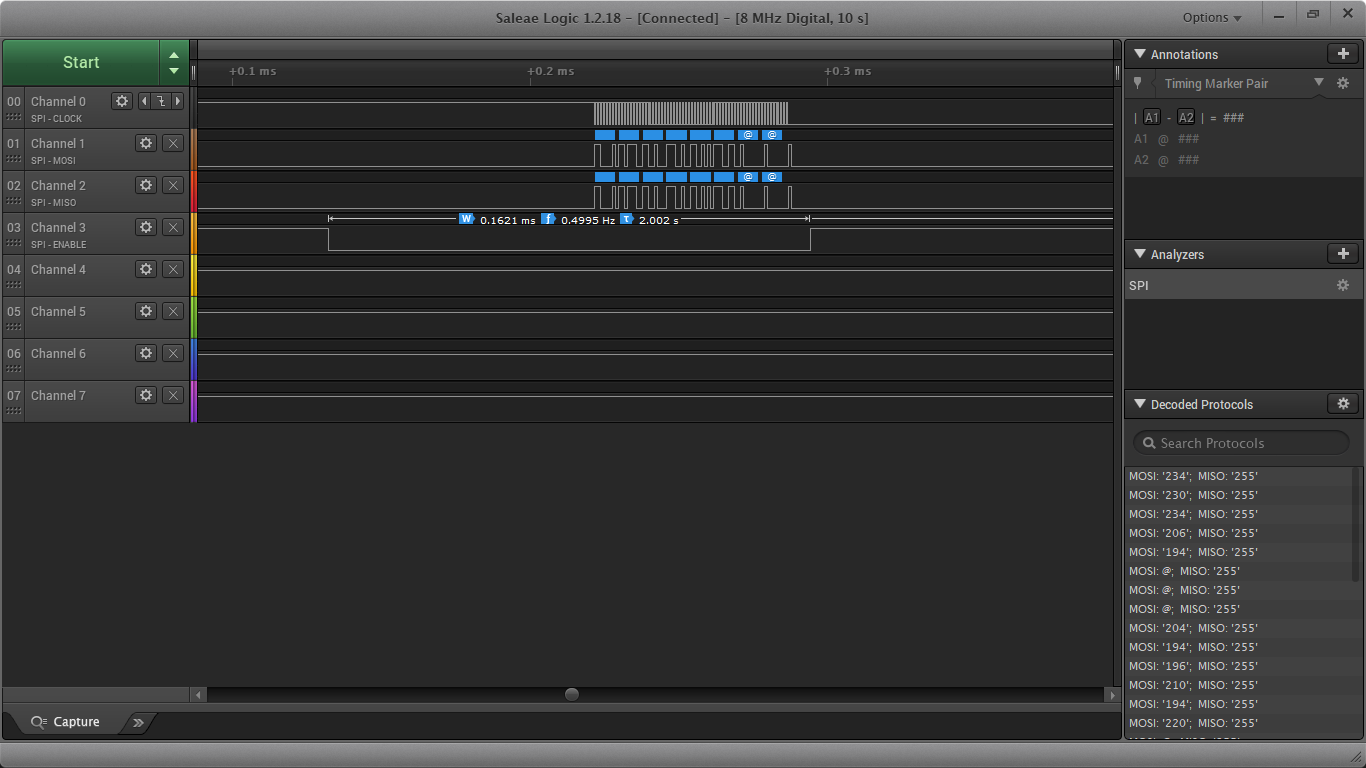 Saleae Logic 1.2.18 - [Connected] - [8 MHz Digital, 10 s]
Options
Start
+0.1 ms
+0.2 ms
+0.3 ms
00 Channel 0
SPI - CLOCK
01 Channel 1
SPI - MOSI
@ @
02 Channel 2
SPI - MISO
@ @
03 Channel 3
SPI - ENABLE
W 0.1621 ms f 0.4995 Hz τ 2.002 s
04 Channel 4
05 Channel 5
06 Channel 6
07 Channel 7
Capture
Annotations
Timing Marker Pair
| A1 - A2 | = ###
A1 @ ###
A2 @ ###
Analyzers
SPI
Decoded Protocols
Search Protocols
MOSI: '234'; MISO: '255'
MOSI: '230'; MISO: '255'
MOSI: '234'; MISO: '255'
MOSI: '206'; MISO: '255'
MOSI: '194'; MISO: '255'
MOSI: @; MISO: '255'
MOSI: @; MISO: '255'
MOSI: @; MISO: '255'
MOSI: '204'; MISO: '255'
MOSI: '194'; MISO: '255'
MOSI: '196'; MISO: '255'
MOSI: '210'; MISO: '255'
MOSI: '194'; MISO: '255'
MOSI: '220'; MISO: '255'